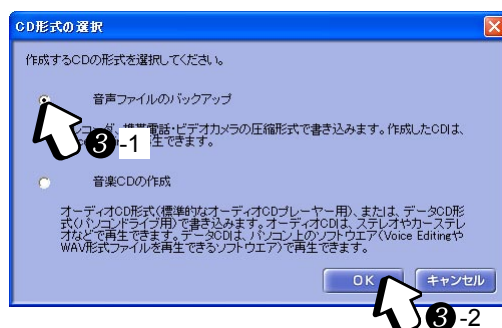 CD形式の選択
作成するCDの形式を選択してください。
音声ファイルのバックアップ
レコーダ、携帯電話・ビデオカメラの圧縮形式で書き込みます。作成したCDは、
生できます。
❸-1
音楽CDの作成
オーディオCD形式(標準的なオーディオCDプレーヤー用)、または、データCD形
式(パソコンドライブ用)で書き込みます。オーディオCDは、ステレオやカーステレ
オなどで再生できます。データCDは、パソコン上のソフトウエア(Voice Editingや
WAV形式ファイルを再生できるソフトウエア)で再生できます。
OK
キャンセル
❸-2